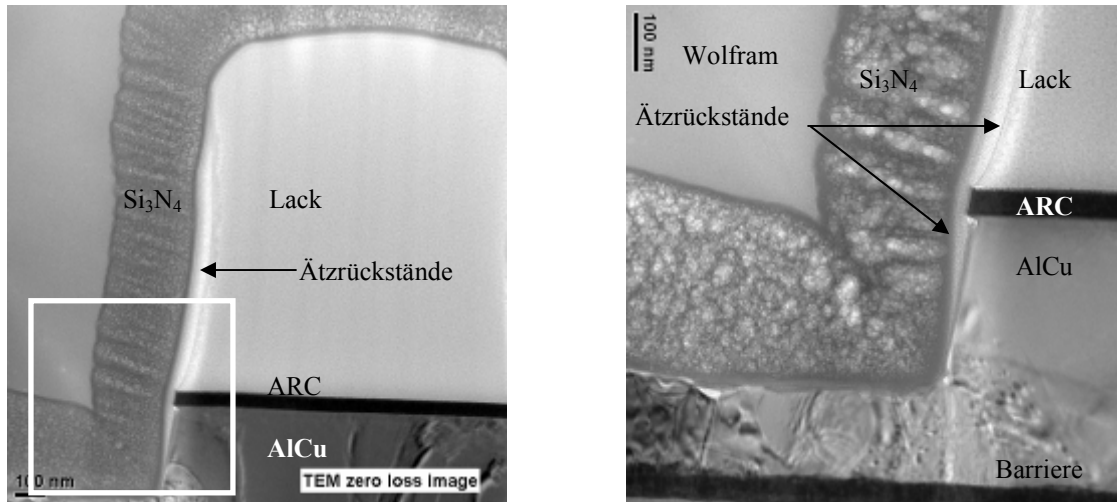 Si₃N₄
Lack
Ätzrückstände
ARC
AlCu
100 nm
TEM zero loss Image
100 nm
Wolfram
Si₃N₄
Lack
Ätzrückstände
ARC
AlCu
Barriere